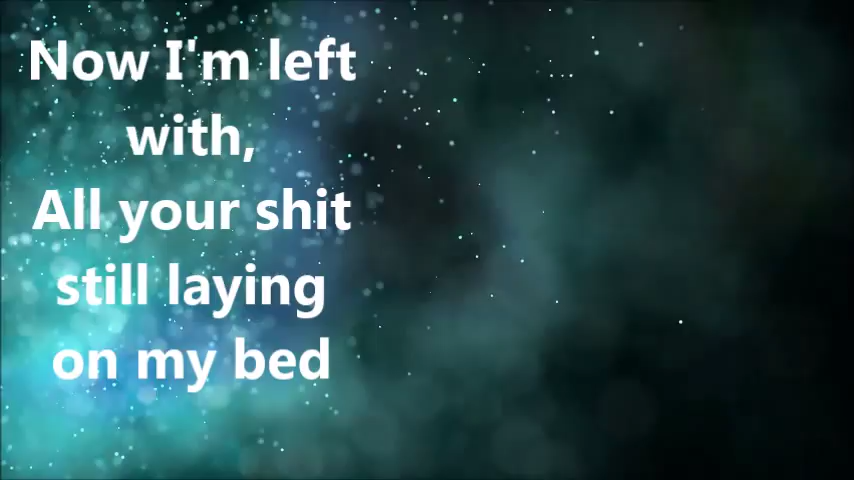 Now I'm left
with,
All your shit
still laying
on my bed